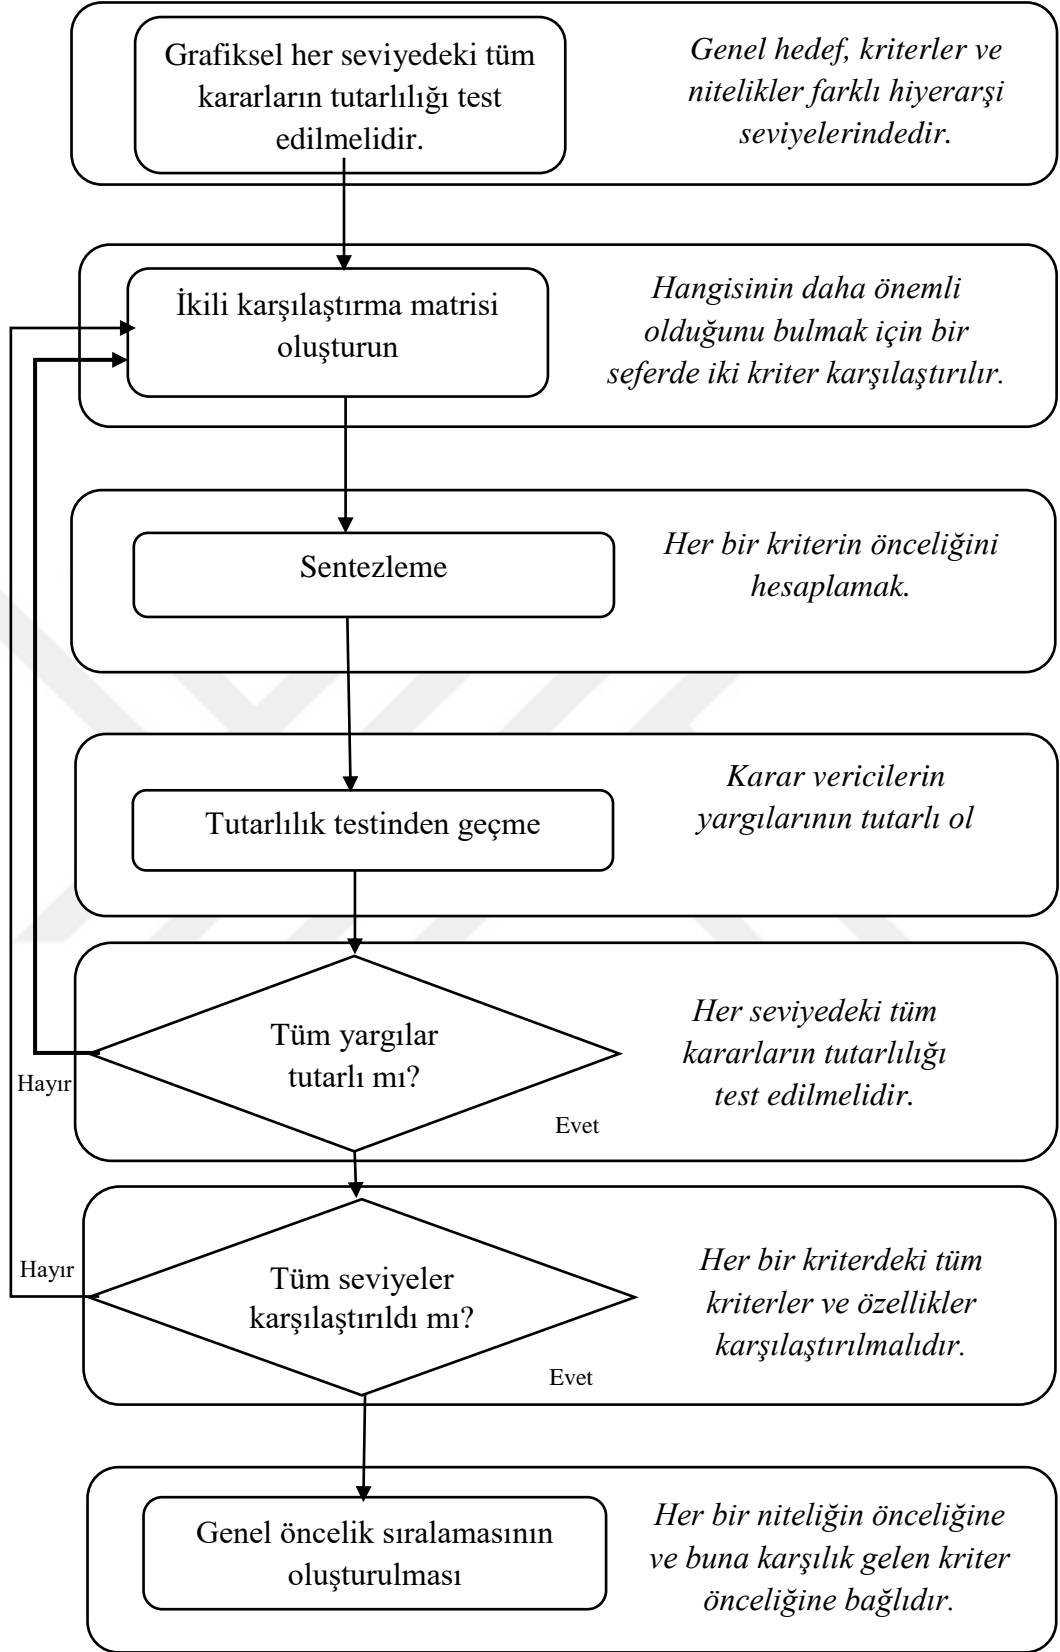 Grafiksel her seviyedeki tüm
kararların tutarlılığı test
edilmelidir.
Genel hedef, kriterler ve
nitelikler farklı hiyerarşi
seviyelerindedir.
İkili karşılaştırma matrisi
oluşturun
Hangisinin daha önemli
olduğunu bulmak için bir
seferde iki kriter karşılaştırılır.
Sentezleme
Her bir kriterin önceliğini
hesaplamak.
Tutarlılık testinden geçme
Karar vericilerin
yargılarının tutarlı ol
Tüm yargılar
tutarlı mı?
Hayır
Evet
Her seviyedeki tüm
kararların tutarlılığı
test edilmelidir.
Tüm seviyeler
karşılaştırıldı mı?
Hayır
Evet
Her bir kriterdeki tüm
kriterler ve özellikler
karşılaştırılmalıdır.
Genel öncelik sıralamasının
oluşturulması
Her bir niteliğin önceliğine
ve buna karşılık gelen kriter
önceliğine bağlıdır.